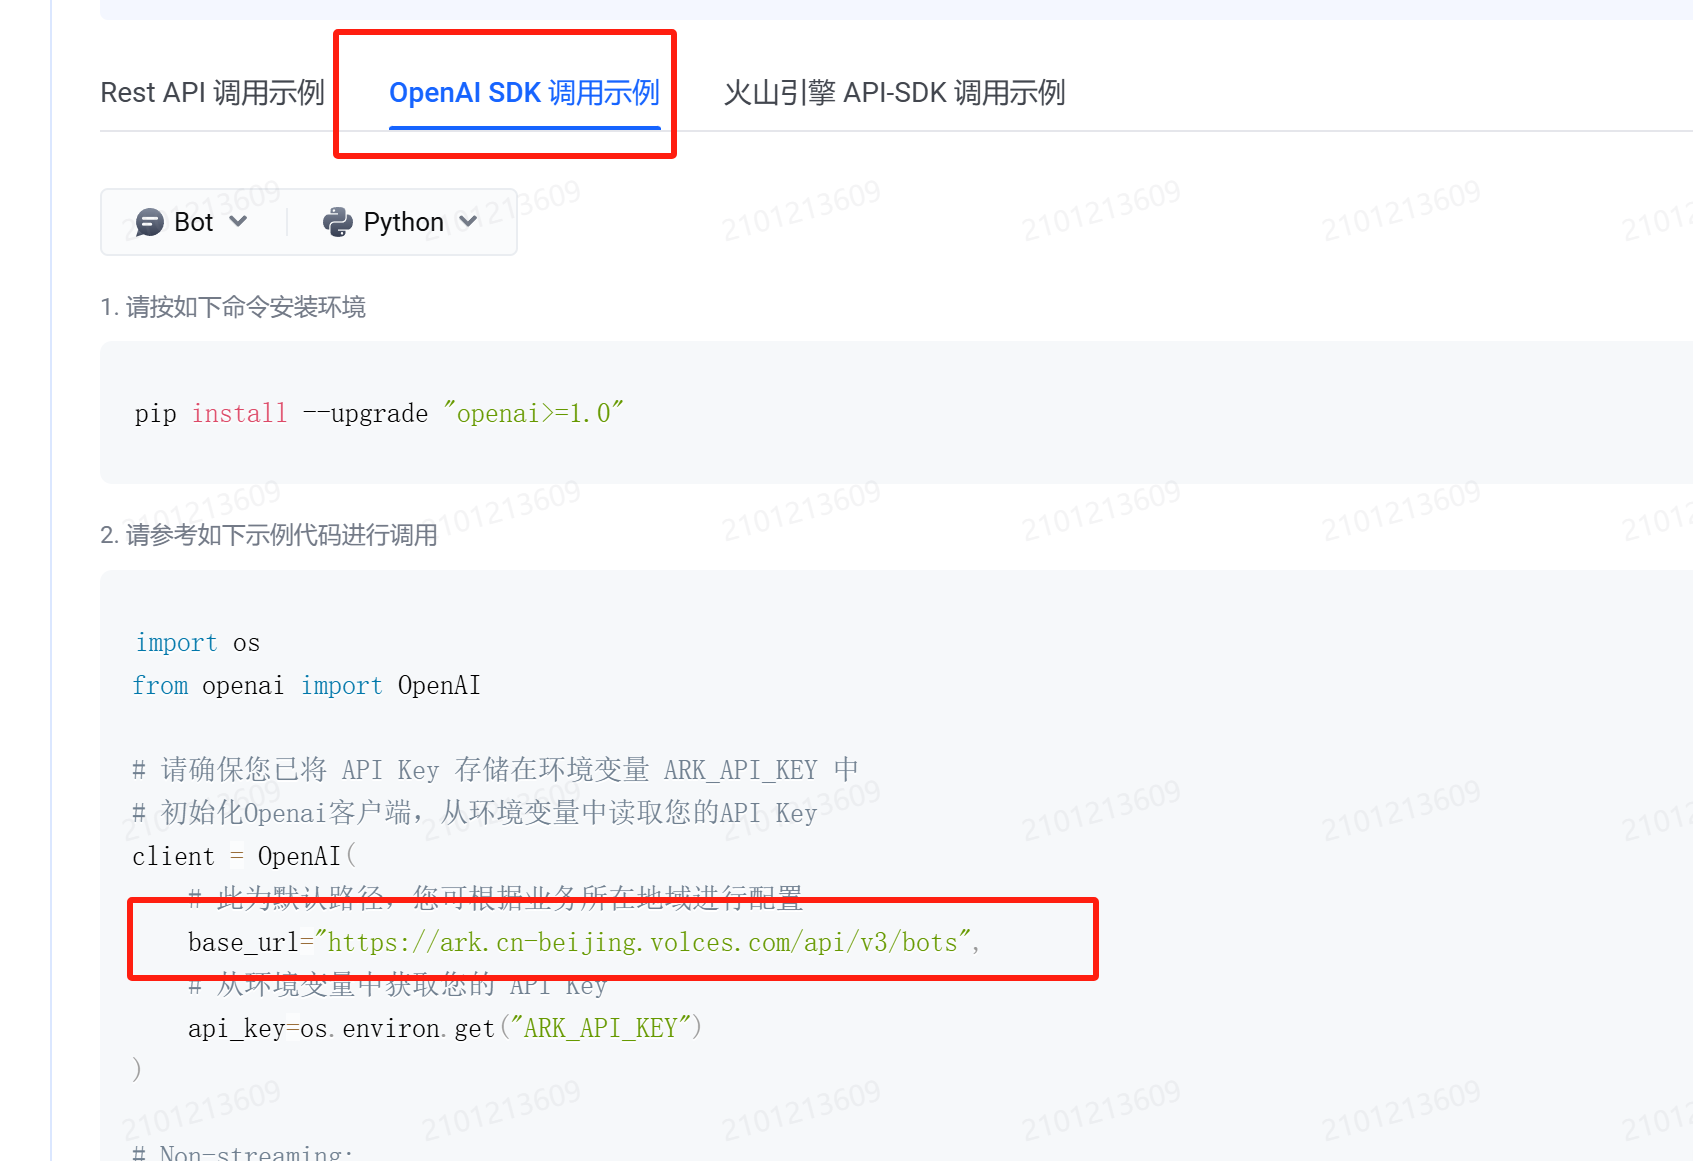 Rest API 调用示例 OpenAI SDK 调用示例 火山引擎 API-SDK 调用示例
Bot Python
1. 请按如下命令安装环境
pip install --upgrade "openai>=1.0"
2. 请参考如下示例代码进行调用
import os
from openai import OpenAI
# 请确保您已将 API Key 存储在环境变量 ARK_API_KEY 中
# 初始化Openai客户端，从环境变量中读取您的API Key
client = OpenAI(
# 此为默认路径，您可根据业务所在地域进行配置
base_url="https://ark.cn-beijing.volces.com/api/v3/bots",
# 从环境变量中获取您的 API Key
api_key=os.environ.get("ARK_API_KEY")
)
# Non-streaming:
2101213609